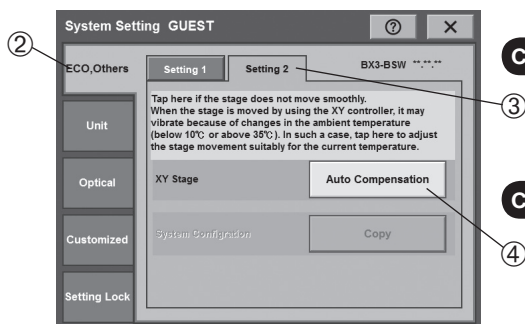 System Setting GUEST
?
X
②
ECO,Others
Setting 1
Setting 2
BX3-BSW **.**.**
C
③
Tap here if the stage does not move smoothly.
When the stage is moved by using the XY controller, it may
vibrate because of changes in the ambient temperature
(below 10℃ or above 35℃). In such a case, tap here to adjust
the stage movement suitably for the current temperature.
Unit
Optical
XY Stage
Auto Compensation
C
④
Customized
System Configration
Copy
Setting Lock